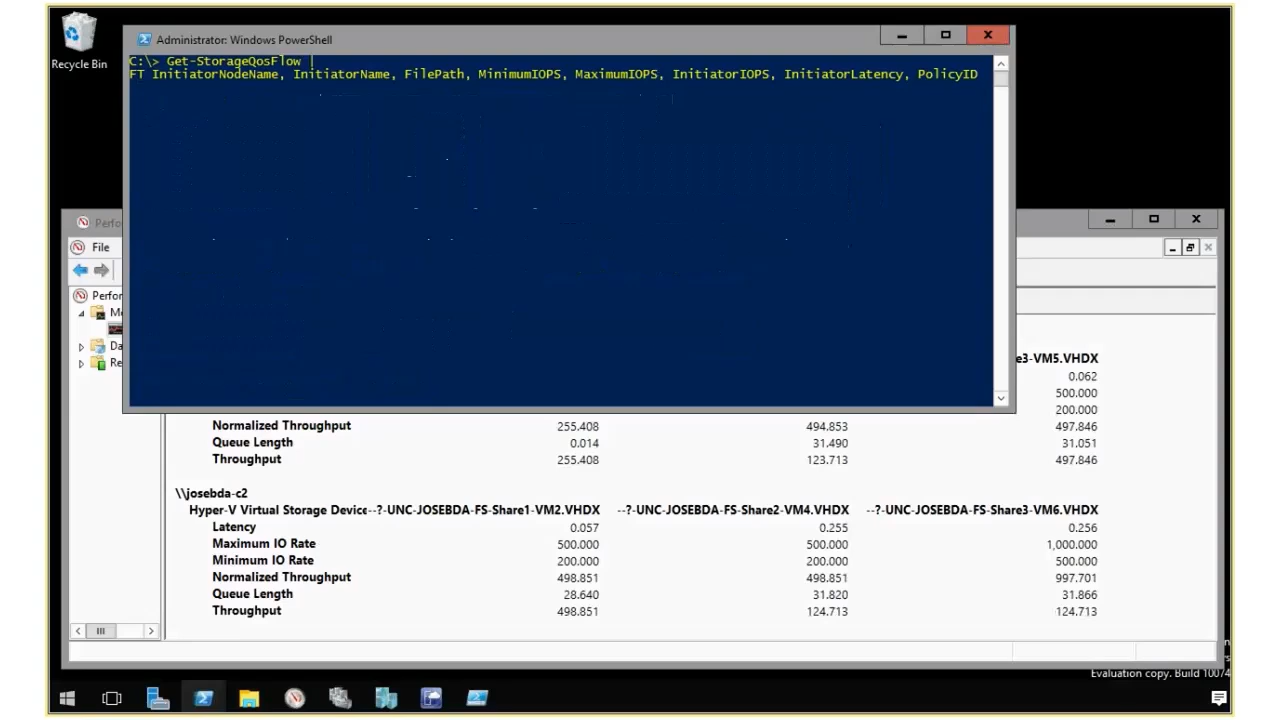 Recycle Bin
Administrator: Windows PowerShell
C:\> Get-StorageQosFlow |
FT InitiatorNodeName, InitiatorName, FilePath, MinimumIOPS, MaximumIOPS, InitiatorIOPS, InitiatorLatency, PolicyID
Perfo
File
Perfor
Mo
Da
Re
e3-VM5.VHDX
0.062
500.000
200.000
Normalized Throughput 255.408 494.853 497.846
Queue Length 0.014 31.490 31.051
Throughput 255.408 123.713 497.846
\\josebda-c2
Hyper-V Virtual Storage Device--?-UNC-JOSEBDA-FS-Share1-VM2.VHDX --?-UNC-JOSEBDA-FS-Share2-VM4.VHDX --?-UNC-JOSEBDA-FS-Share3-VM6.VHDX
Latency 0.057 0.255 0.256
Maximum IO Rate 500.000 500.000 1,000.000
Minimum IO Rate 200.000 200.000 500.000
Normalized Throughput 498.851 498.851 997.701
Queue Length 28.640 31.820 31.866
Throughput 498.851 124.713 124.713
Evaluation copy. Build 10074